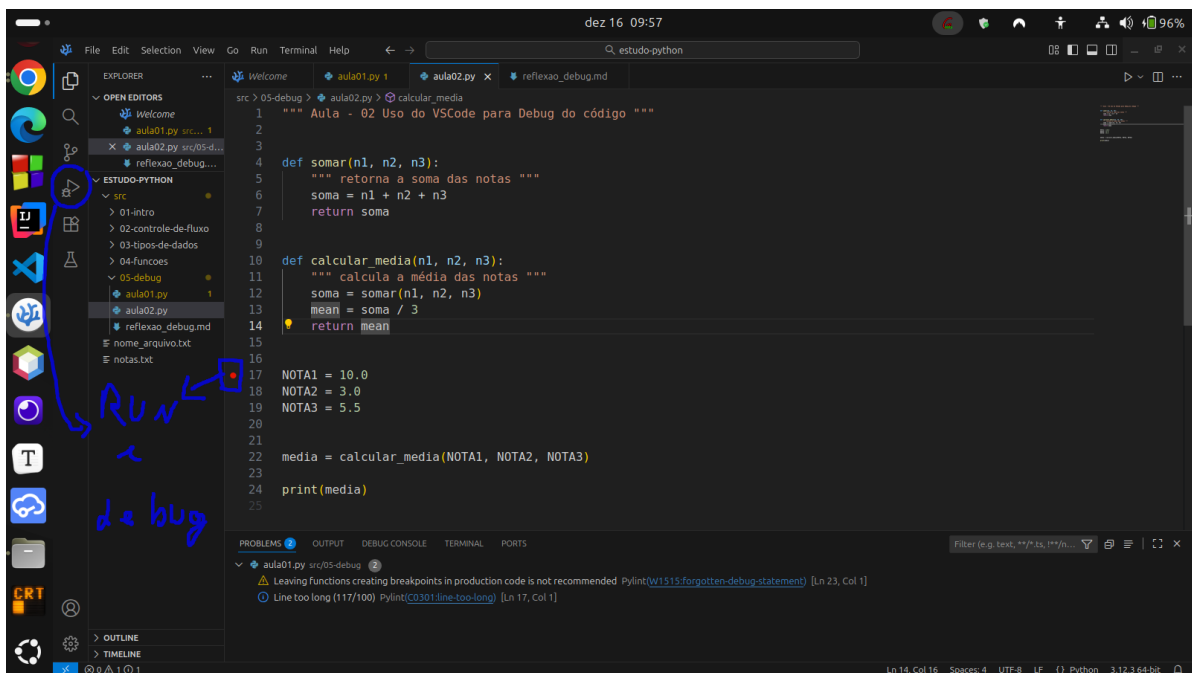 dez 16 09:57
96%
File Edit Selection View Go Run Terminal Help
estudo-python
EXPLORER
Welcome
aula01.py 1
aula02.py
reflexao_debug.md
OPEN EDITORS
Welcome
aula01.py src... 1
aula02.py src/05-d...
reflexao_debug....
ESTUDO-PYTHON
src
01-intro
02-controle-de-fluxo
03-tipos-de-dados
04-funcoes
05-debug
aula01.py 1
aula02.py
reflexao_debug.md
nome_arquivo.txt
notas.txt
RUN
e
debug
OUTLINE
TIMELINE
src > 05-debug > aula02.py > calcular_media
1 """ Aula - 02 Uso do VSCode para Debug do código """
2
3
4 def somar(n1, n2, n3):
5 """ retorna a soma das notas """
6 soma = n1 + n2 + n3
7 return soma
8
9
10 def calcular_media(n1, n2, n3):
11 """ calcula a média das notas """
12 soma = somar(n1, n2, n3)
13 mean = soma / 3
14 return mean
15
16
17 NOTA1 = 10.0
18 NOTA2 = 3.0
19 NOTA3 = 5.5
20
21
22 media = calcular_media(NOTA1, NOTA2, NOTA3)
23
24 print(media)
25
PROBLEMS 2 OUTPUT DEBUG CONSOLE TERMINAL PORTS
Filter (e.g. text, **/*.ts, !**/n...
aula01.py src/05-debug 2
Leaving functions creating breakpoints in production code is not recommended Pylint(W1515:forgotten-debug-statement) [Ln 23, Col 1]
Line too long (117/100) Pylint(C0301:line-too-long) [Ln 17, Col 1]
IJ
T
CRT
0 1 1
Ln 14, Col 16 Spaces: 4 UTF-8 LF {} Python 3.12.3 64-bit